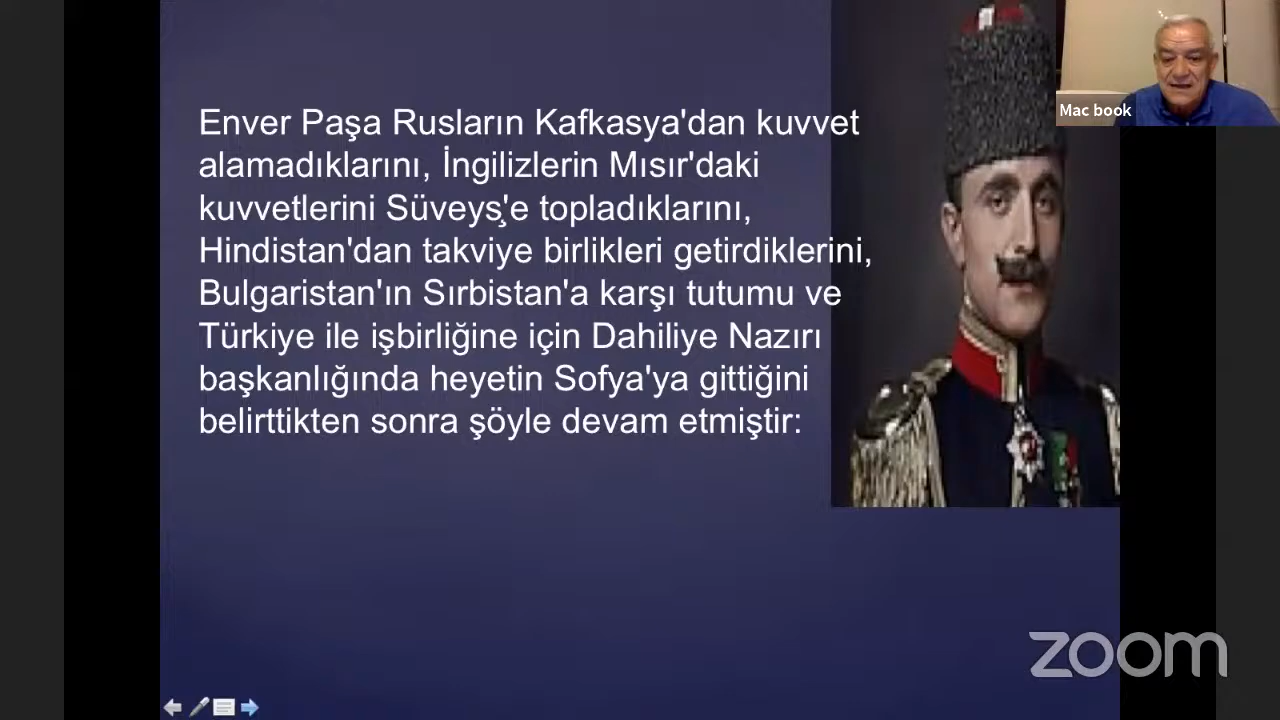 Enver Paşa Rusların Kafkasya'dan kuvvet
alamadıklarını, İngilizlerin Mısır'daki
kuvvetlerini Süveyş'e topladıklarını,
Hindistan'dan takviye birlikleri getirdiklerini,
Bulgaristan'ın Sırbistan'a karşı tutumu ve
Türkiye ile işbirliğine için Dahiliye Nazırı
başkanlığında heyetin Sofya'ya gittiğini
belirttikten sonra şöyle devam etmiştir:
Mac book
zoom